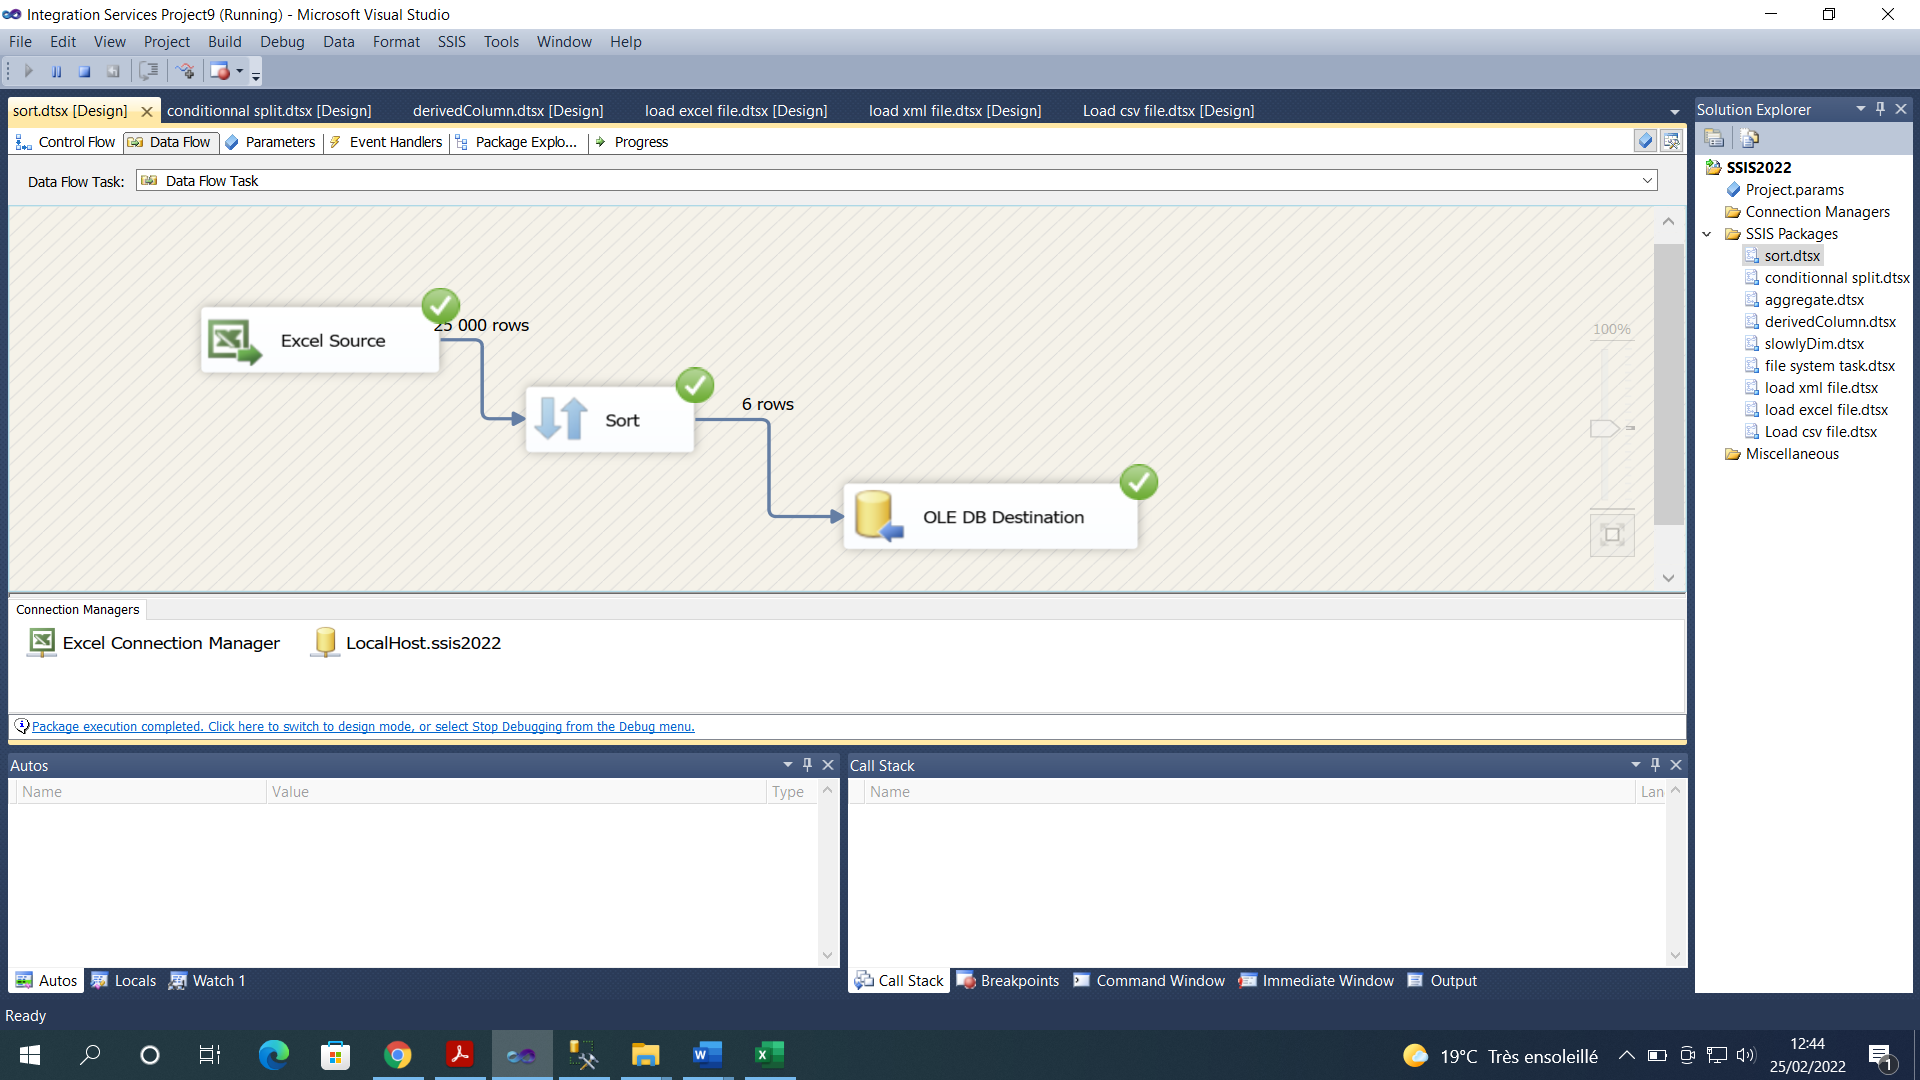 Integration Services Project9 (Running) - Microsoft Visual Studio
File Edit View Project Build Debug Data Format SSIS Tools Window Help
sort.dtsx [Design] conditionnal split.dtsx [Design] derivedColumn.dtsx [Design] load excel file.dtsx [Design] load xml file.dtsx [Design] Load csv file.dtsx [Design]
Control Flow Data Flow Parameters Event Handlers Package Explo... Progress
Data Flow Task: Data Flow Task
25 000 rows
Excel Source
6 rows
Sort
OLE DB Destination
100%
Connection Managers
Excel Connection Manager LocalHost.ssis2022
Package execution completed. Click here to switch to design mode, or select Stop Debugging from the Debug menu.
Solution Explorer
SSIS2022
Project.params
Connection Managers
SSIS Packages
sort.dtsx
conditionnal split.dtsx
aggregate.dtsx
derivedColumn.dtsx
slowlyDim.dtsx
file system task.dtsx
load xml file.dtsx
load excel file.dtsx
Load csv file.dtsx
Miscellaneous
Autos
Name Value Type
Autos Locals Watch 1
Call Stack
Name Lan
Call Stack Breakpoints Command Window Immediate Window Output
Ready
19°C Très ensoleillé
12:44
25/02/2022
1